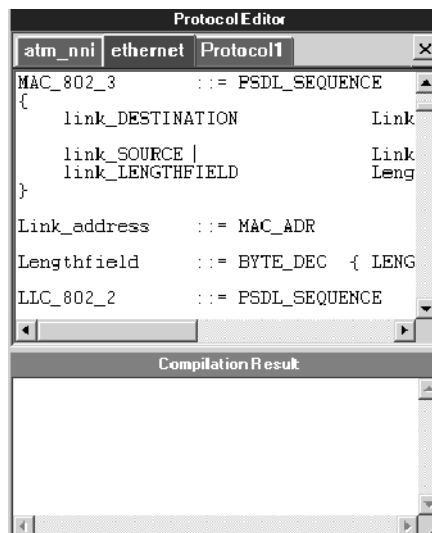 Protocol Editor
atm_nni ethernet Protocol1
MAC_802_3 ::= PSDL_SEQUENCE
{
link_DESTINATION Link
link_SOURCE Link
link_LENGTHFIELD Leng
}
Link_address ::= MAC_ADR
Lengthfield ::= BYTE_DEC { LENG
LLC_802_2 ::= PSDL_SEQUENCE
Compilation Result